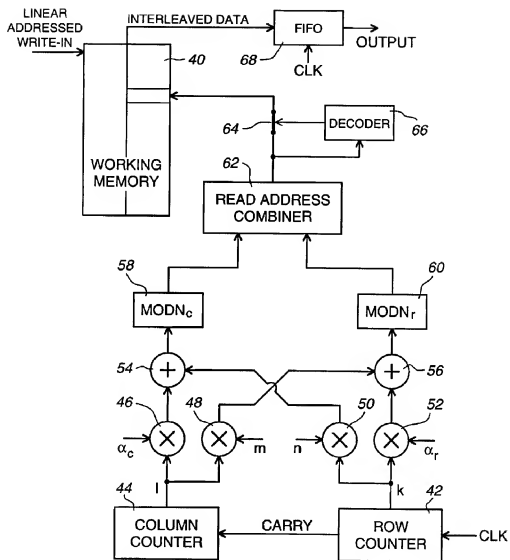 LINEAR
ADDRESSED
WRITE-IN
INTERLEAVED DATA
FIFO
OUTPUT
40
68
CLK
64
DECODER
66
WORKING
MEMORY
62
READ ADDRESS
COMBINER
58
MODNc
60
MODNr
54
+
+
56
46
×
48
×
50
×
52
×
αc
m
n
αr
l
k
44
COLUMN
COUNTER
CARRY
42
ROW
COUNTER
CLK